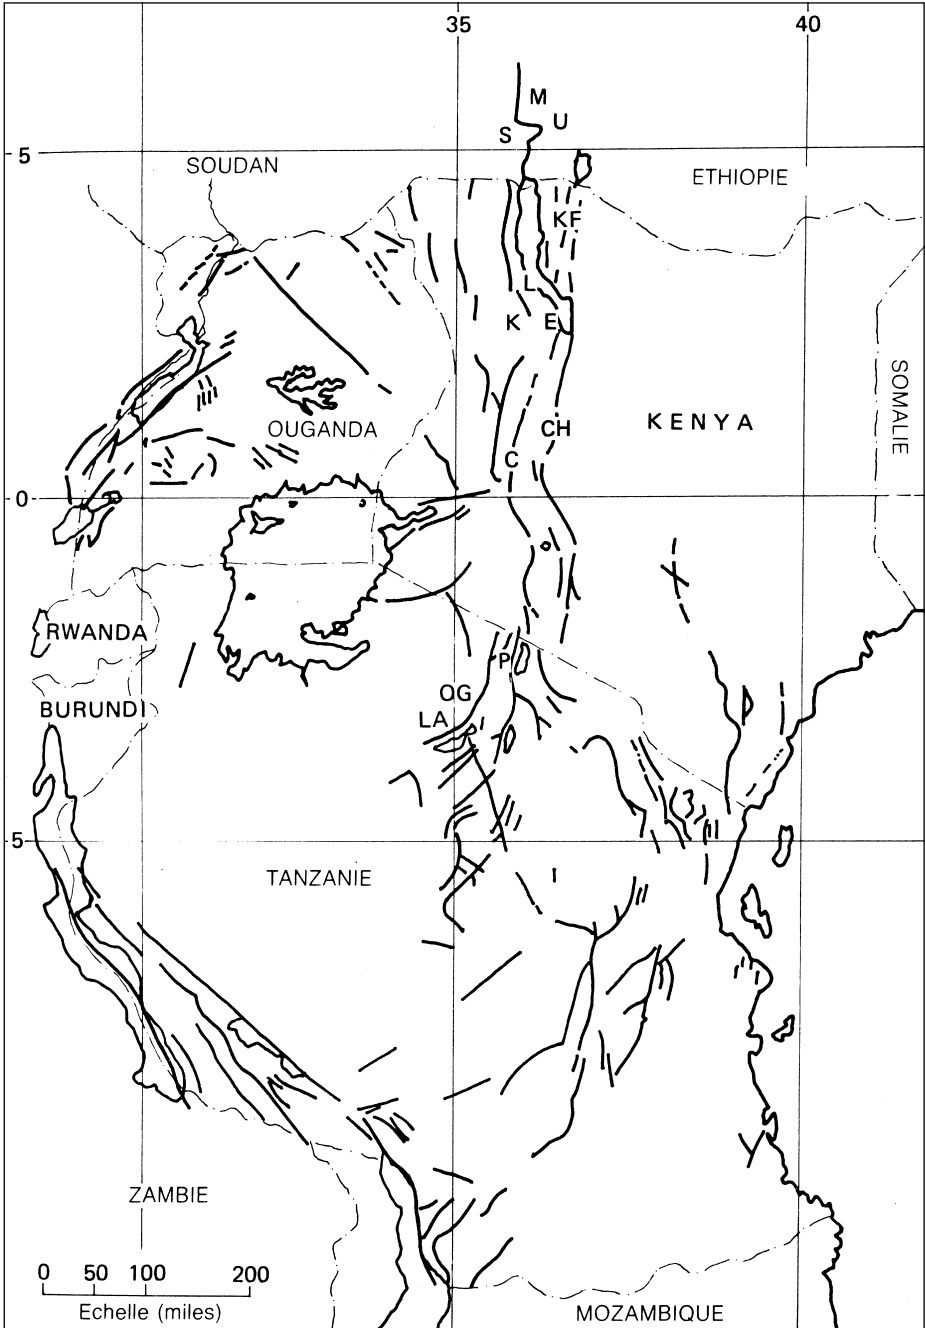 35
40
M
U
S
5
SOUDAN
ETHIOPIE
KF
L
K
E
SOMALIE
KENYA
CH
OUGANDA
C
0
RWANDA
P
OG
BURUNDI
LA
5
TANZANIE
I
ZAMBIE
0
50
100
200
Echelle (miles)
MOZAMBIQUE